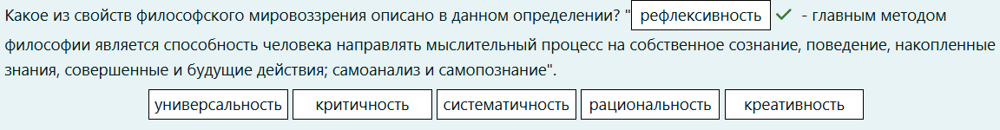 Какое из свойств философского мировоззрения описано в данном определении? "рефлексивность - главным методом
философии является способность человека направлять мыслительный процесс на собственное сознание, поведение, накопленные
знания, совершенные и будущие действия; самоанализ и самопознание".
универсальность критичность систематичность рациональность креативность